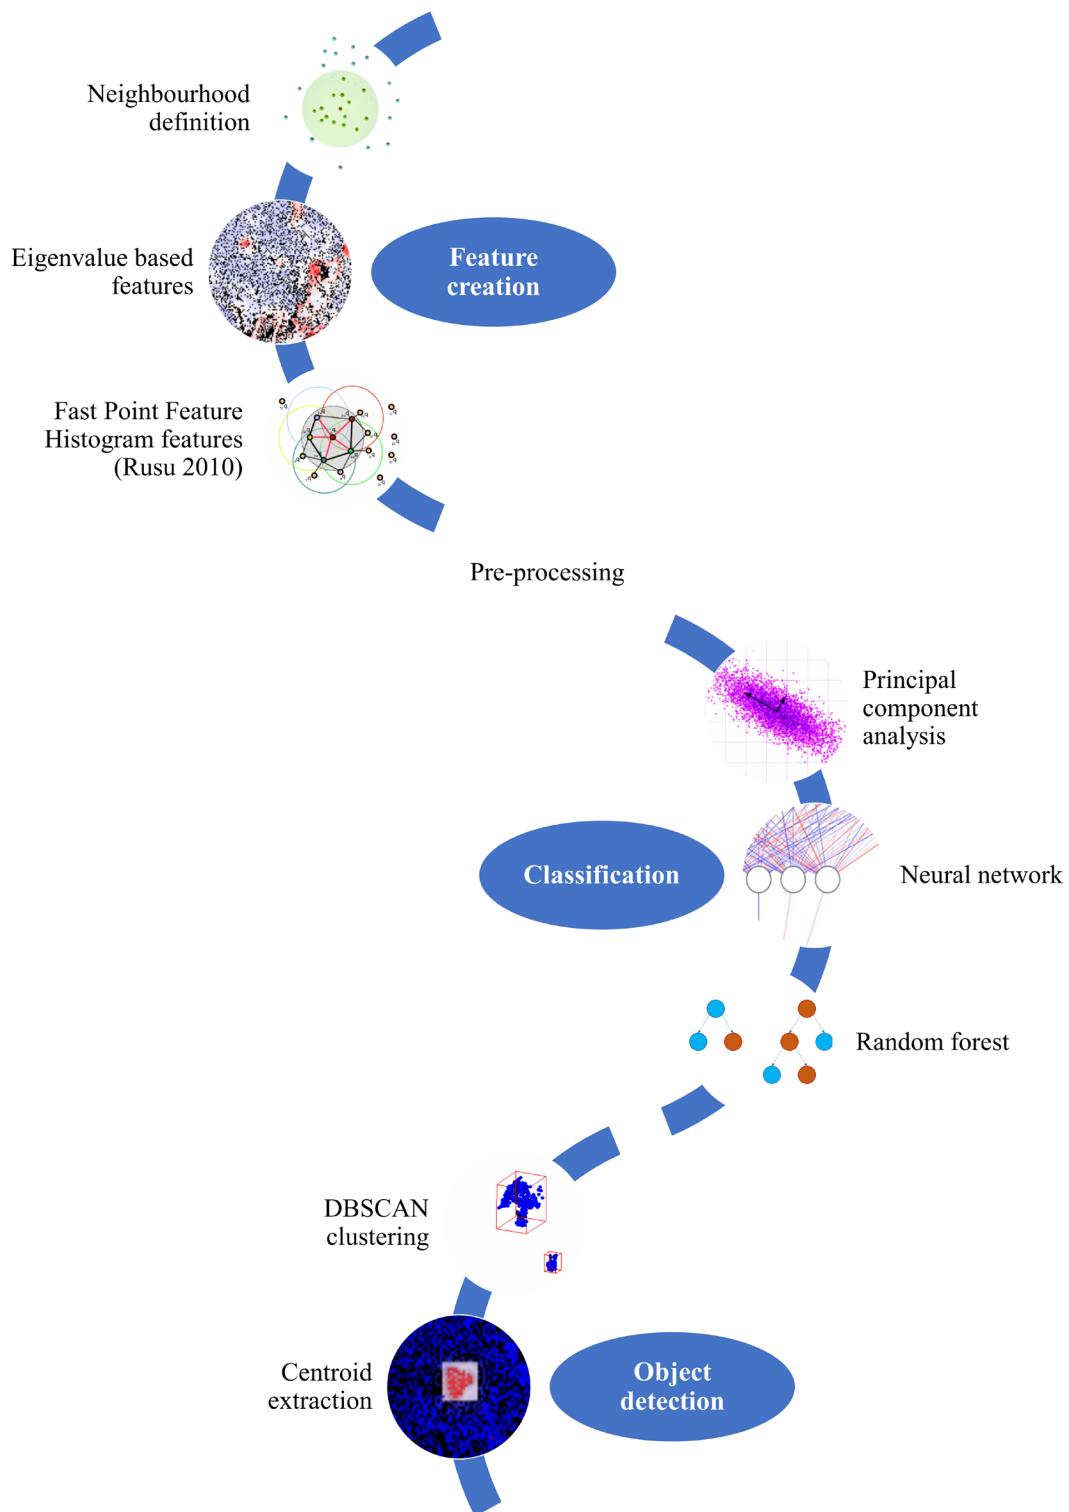 Neighbourhood
definition
Eigenvalue based
features
Feature
creation
Fast Point Feature
Histogram features
(Rusu 2010)
Pre-processing
Principal
component
analysis
Classification
Neural network
Random forest
DBSCAN
clustering
Centroid
extraction
Object
detection